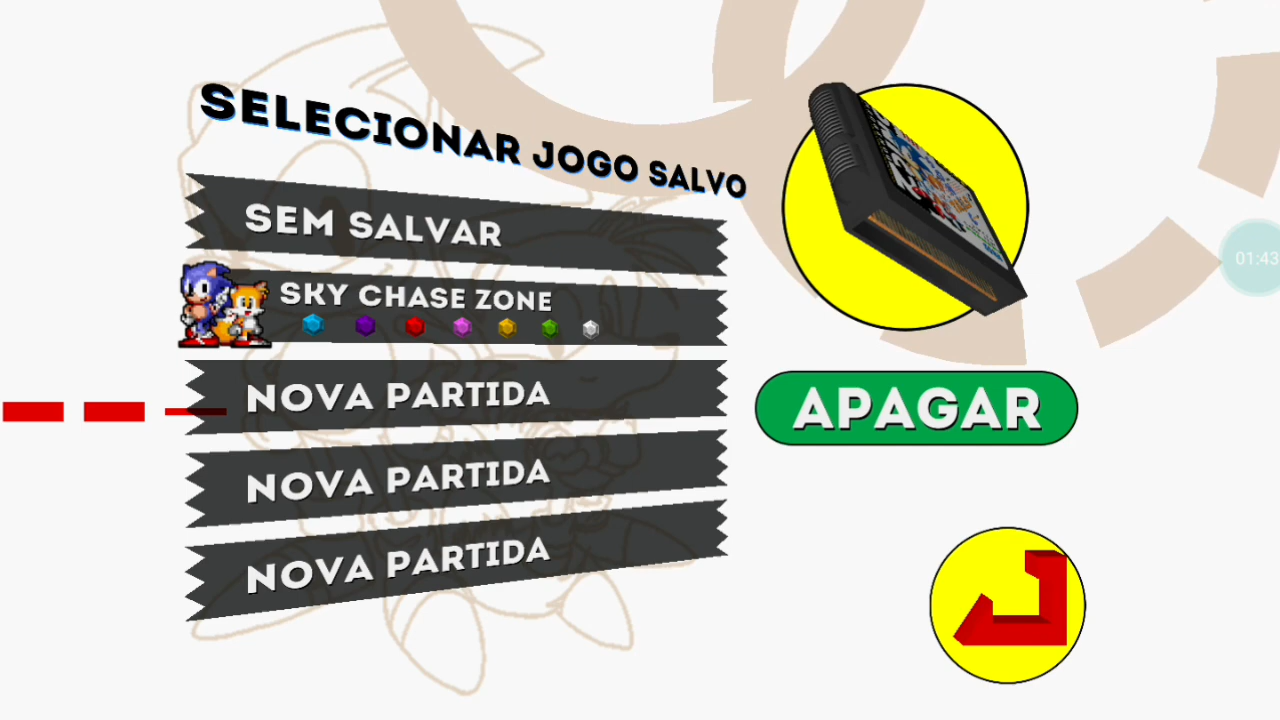 SELECIONAR JOGO SALVO
SEM SALVAR
SKY CHASE ZONE
NOVA PARTIDA
NOVA PARTIDA
NOVA PARTIDA
APAGAR
01:43